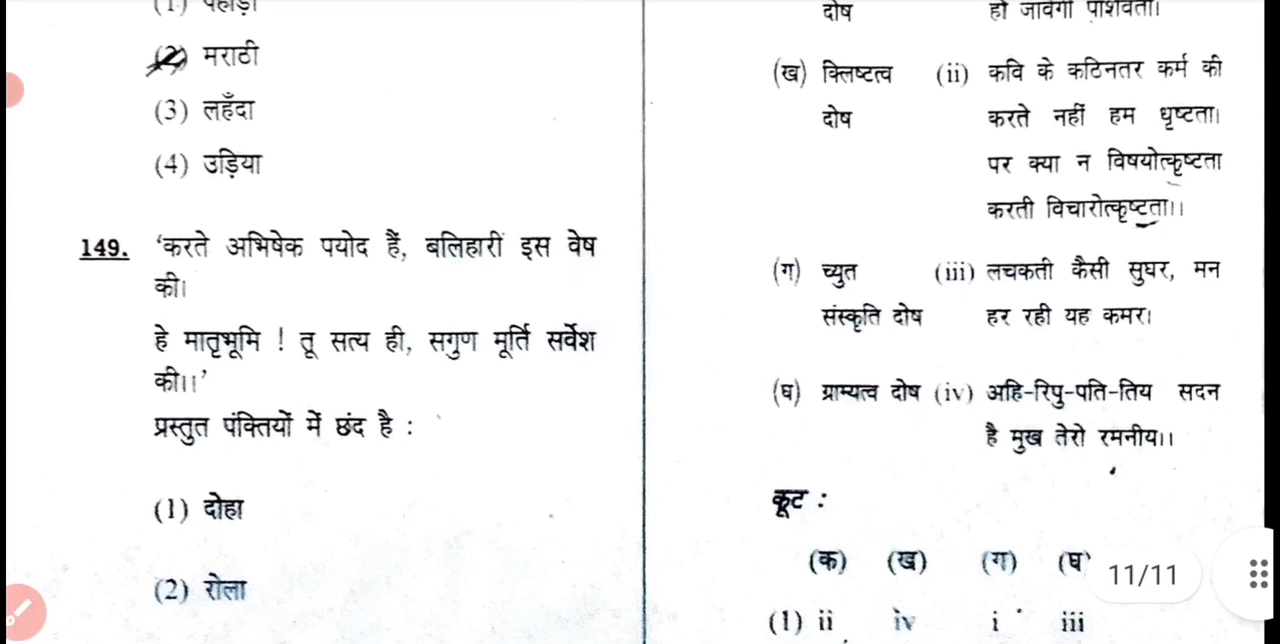 (1) पहाड़ी
(2) मराठी
(3) लहँदा
(4) उड़िया
149. ‘करते अभिषेक पयोद हैं, बलिहारी इस वेष
की।
हे मातृभूमि ! तू सत्य ही, सगुण मूर्ति सर्वेश
की।।’
प्रस्तुत पंक्तियों में छंद है :
(1) दोहा
(2) रोला
दोष हो जावेगी पाशवता।
(ख) क्लिष्टत्व (ii) कवि के कठिनतर कर्म की
दोष करते नहीं हम धृष्टता।
पर क्या न विषयोत्कृष्टता
करती विचारोत्कृष्टता।।
(ग) च्युत (iii) लचकती कैसी सुघर, मन
संस्कृति दोष हर रही यह कमर।
(घ) ग्राम्यत्व दोष (iv) अहि-रिपु-पति-तिय सदन
है मुख तेरो रमनीय।।
कूट :
(क) (ख) (ग) (घ)
(1) ii iv i iii
11/11